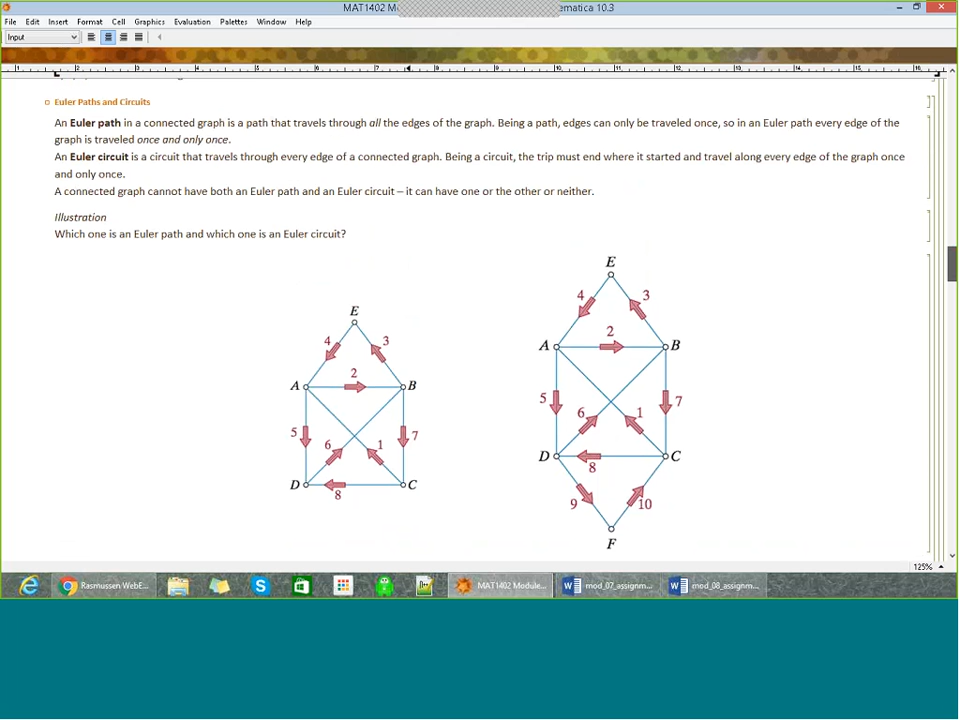 MAT1402 M
ematica 10.3
File Edit Insert Format Cell Graphics Evaluation Palettes Window Help
Input
Euler Paths and Circuits
An Euler path in a connected graph is a path that travels through all the edges of the graph. Being a path, edges can only be traveled once, so in an Euler path every edge of the
graph is traveled once and only once.
An Euler circuit is a circuit that travels through every edge of a connected graph. Being a circuit, the trip must end where it started and travel along every edge of the graph once
and only once.
A connected graph cannot have both an Euler path and an Euler circuit – it can have one or the other or neither.
Illustration
Which one is an Euler path and which one is an Euler circuit?
E
4 3
A 2 B
5 6 1 7
D 8 C
E
4 3
A 2 B
5 6 1 7
D 8 C
9 10
F
125%
Rasmussen WebE... MAT1402 Module... mod_07_assignm... mod_08_assignm...